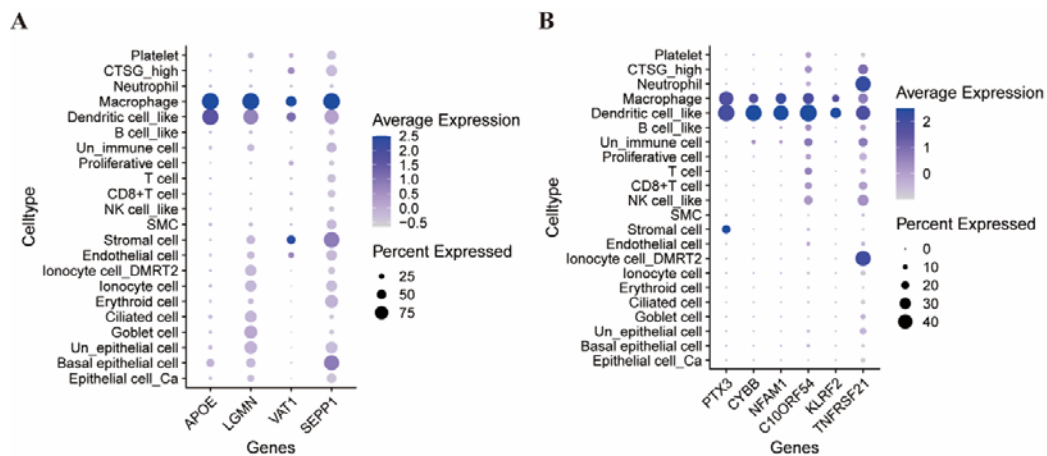 A
Platelet
CTSG_high
Neutrophil
Macrophage
Dendritic cell_like
B cell_like
Un_immune cell
Proliferative cell
T cell
CD8+T cell
NK cell_like
SMC
Stromal cell
Endothelial cell
Ionocyte cell_DMRT2
Ionocyte cell
Erythroid cell
Ciliated cell
Goblet cell
Un_epithelial cell
Basal epithelial cell
Epithelial cell_Ca
Celltype
APOE
LGMN
VAT1
SEPP1
Genes
Average Expression
2.5
2.0
1.5
1.0
0.5
0.0
−0.5
Percent Expressed
25
50
75
B
Platelet
CTSG_high
Neutrophil
Macrophage
Dendritic cell_like
B cell_like
Un_immune cell
Proliferative cell
T cell
CD8+T cell
NK cell_like
SMC
Stromal cell
Endothelial cell
Ionocyte cell_DMRT2
Ionocyte cell
Erythroid cell
Ciliated cell
Goblet cell
Un_epithelial cell
Basal epithelial cell
Epithelial cell_Ca
Celltype
PTX3
CYBB
NFAM1
C10ORF54
KLRF2
TNFRSF21
Genes
Average Expression
2
1
0
Percent Expressed
0
10
20
30
40